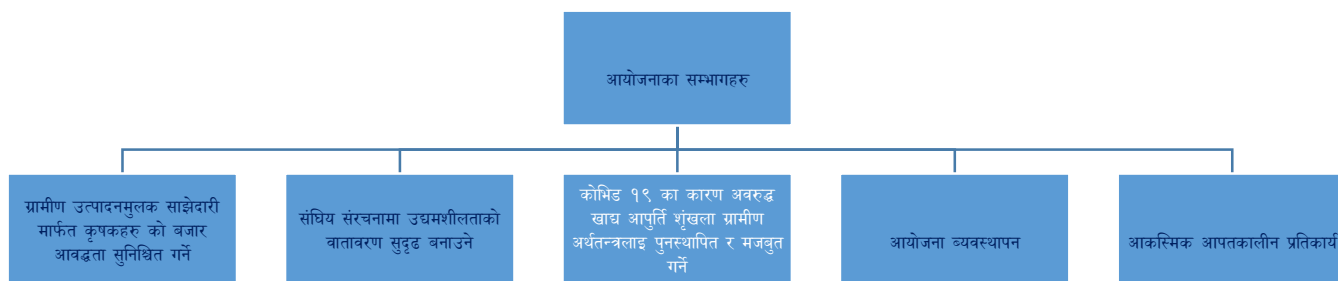 आयोजनाका सम्भागहरु
ग्रामीण उत्पादनमुलक साझेदारी
मार्फत कृषकहरु को बजार
आवद्धता सुनिश्चित गर्ने
संघिय संरचनामा उद्यमशीलताको
वातावरण सुदृढ बनाउने
कोभिड १९ का कारण अवरुद्ध
खाद्य आपुर्ति शृंखला ग्रामीण
अर्थतन्त्रलाइ पुनस्थापित र मजबुत
गर्ने
आयोजना ब्यवस्थापन
आकस्मिक आपतकालीन प्रतिकार्य